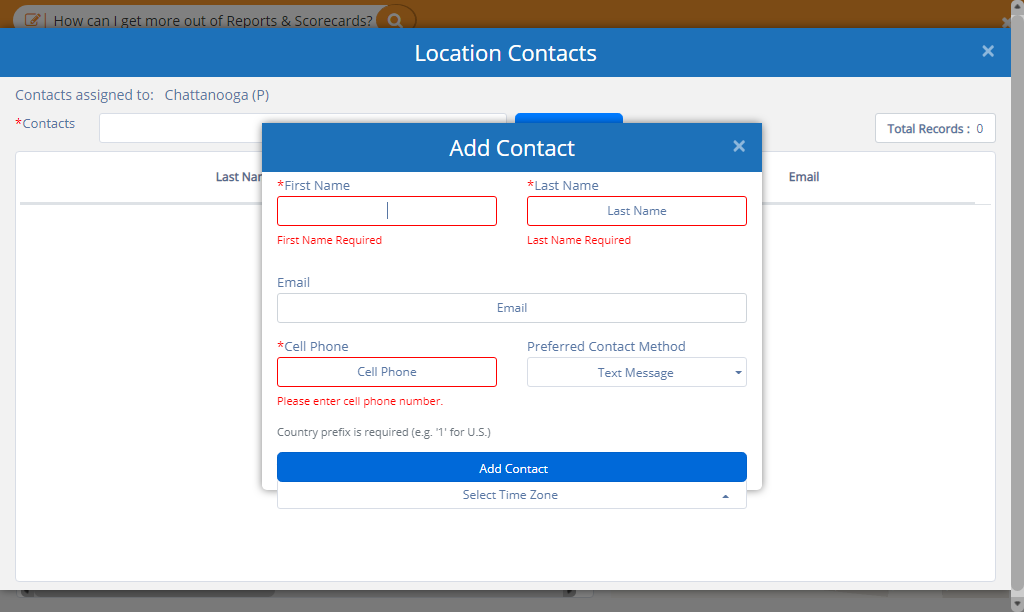 How can I get more out of Reports & Scorecards?
Location Contacts
Contacts assigned to: Chattanooga (P)
*Contacts
Total Records : 0
Email
Add Contact
*First Name
*Last Name
Last Name
First Name Required
Last Name Required
Email
Email
*Cell Phone
Preferred Contact Method
Cell Phone
Text Message
Please enter cell phone number.
Country prefix is required (e.g. '1' for U.S.)
Add Contact
Select Time Zone